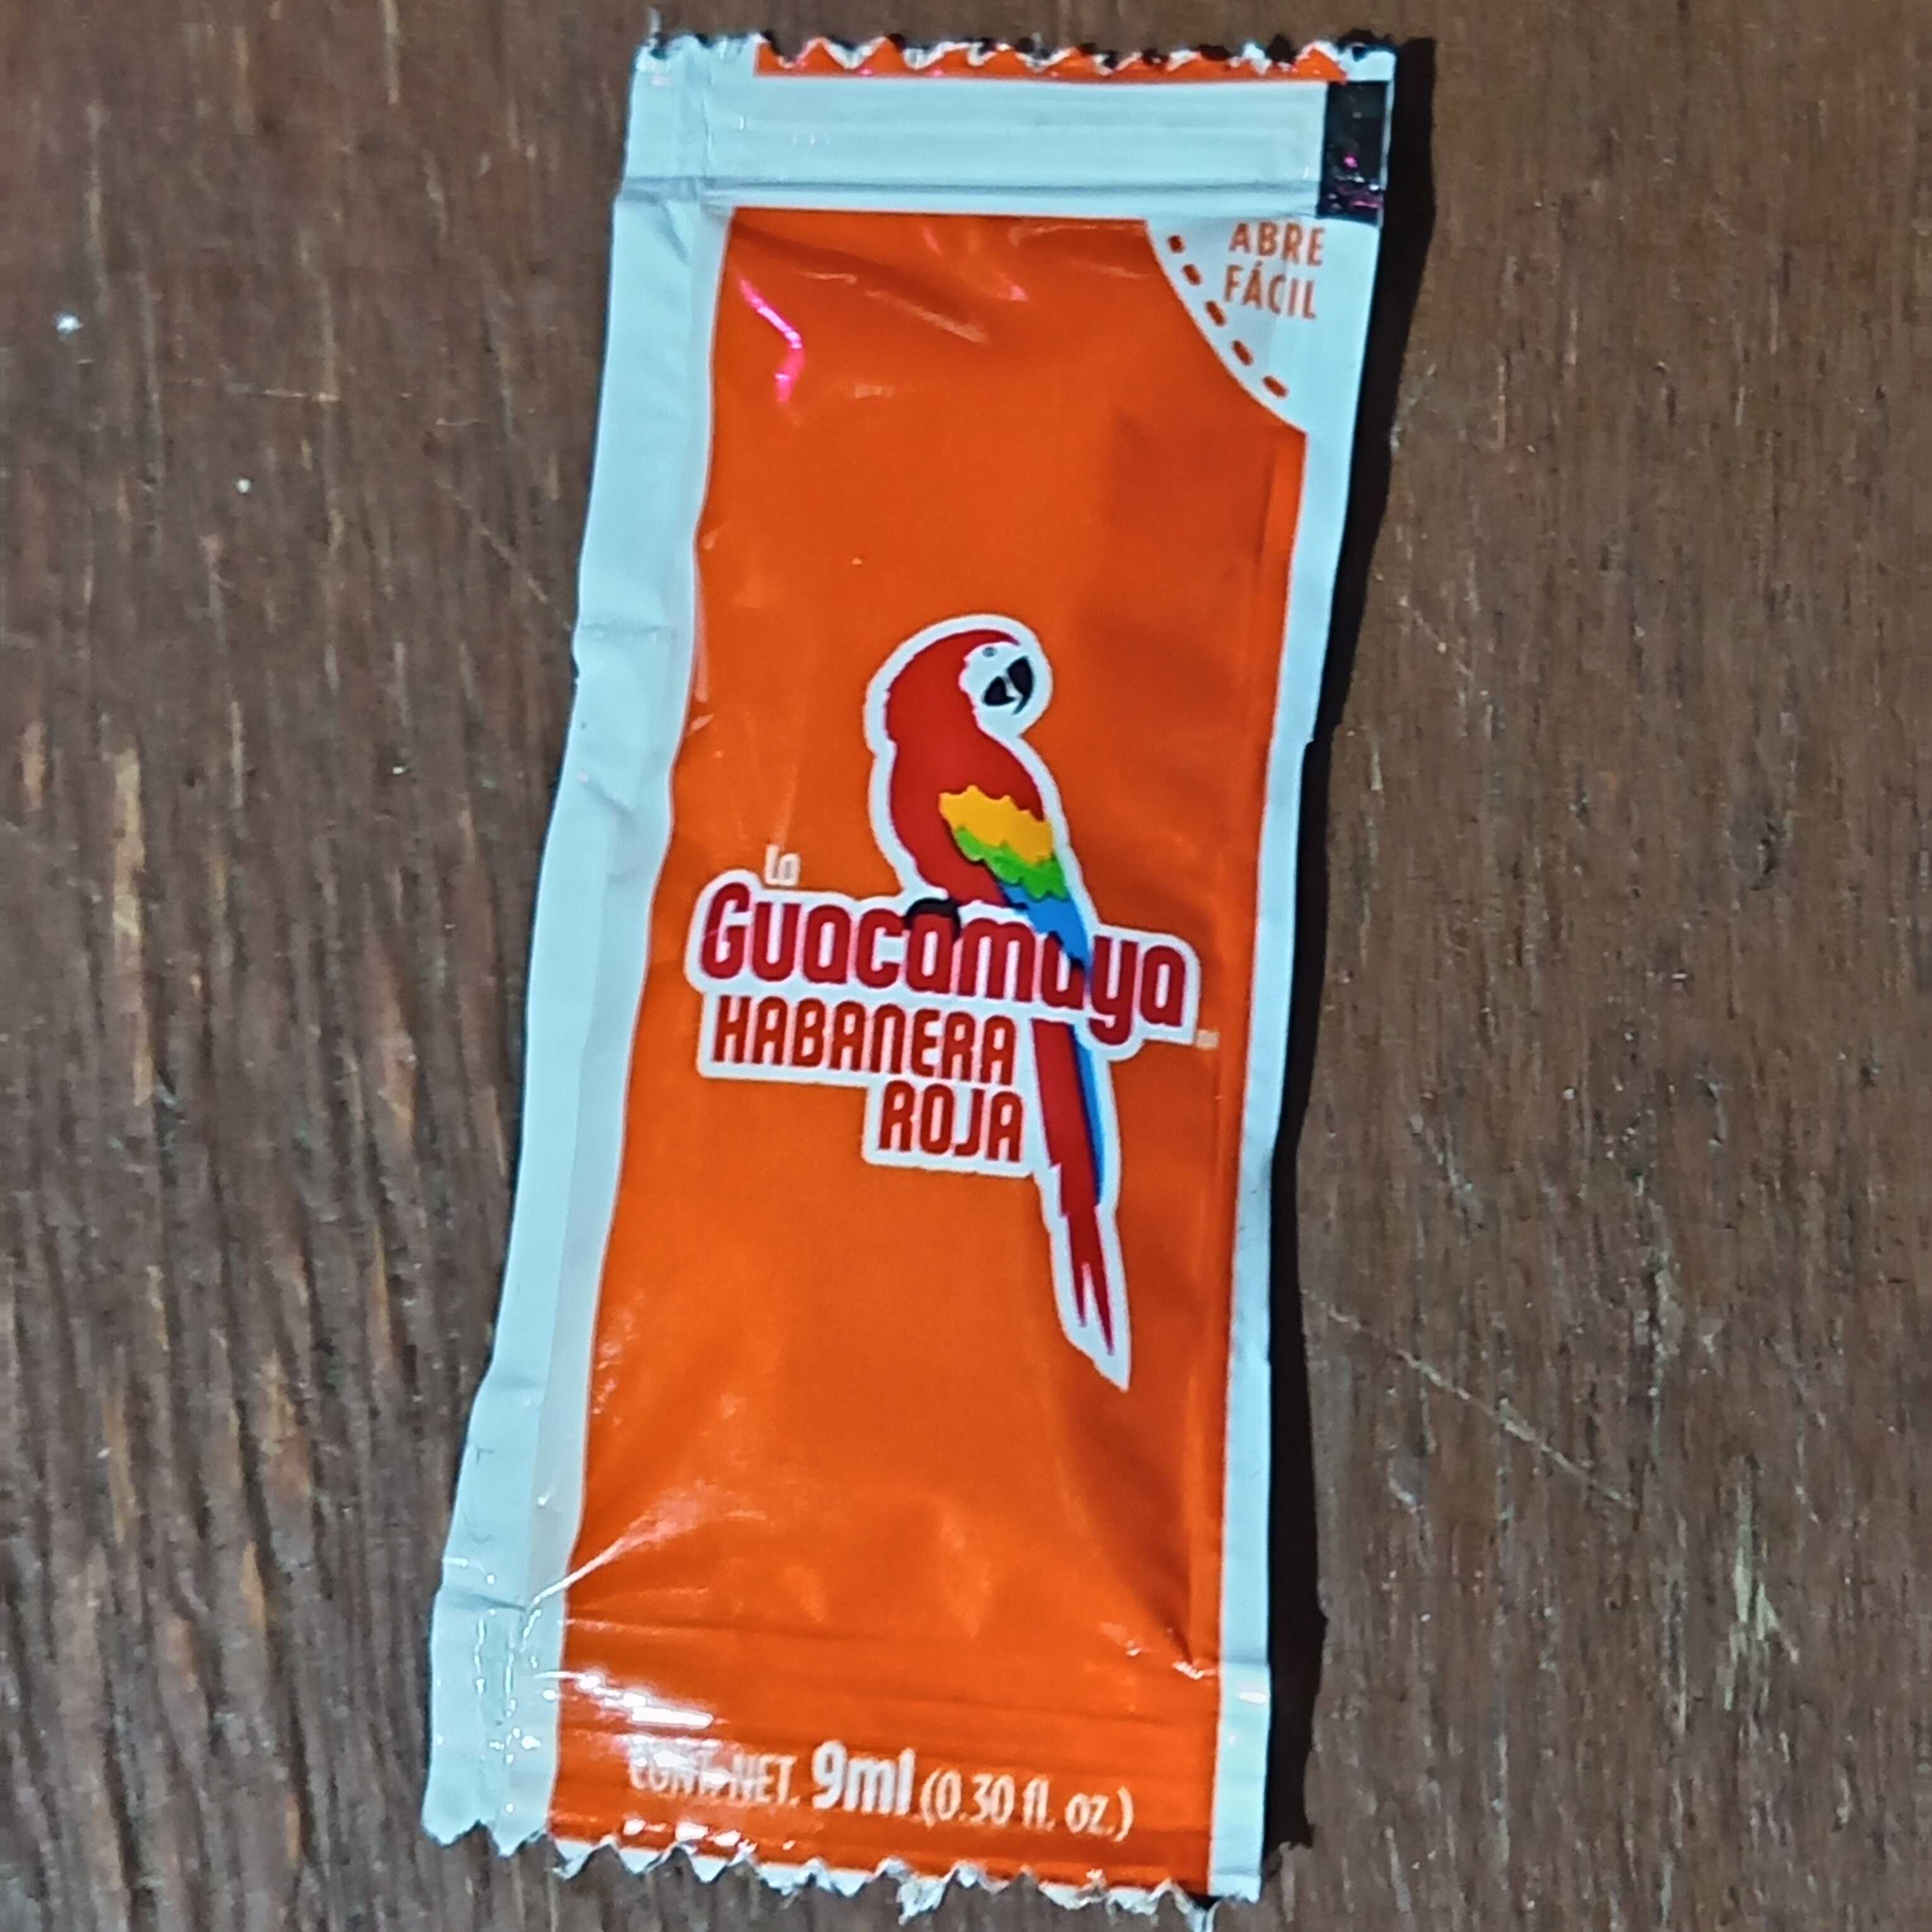 ABRE
FÁCIL
La
Guacamaya
HABANERA
ROJA
CONT. NET. 9ml (0.30 fl. oz.)